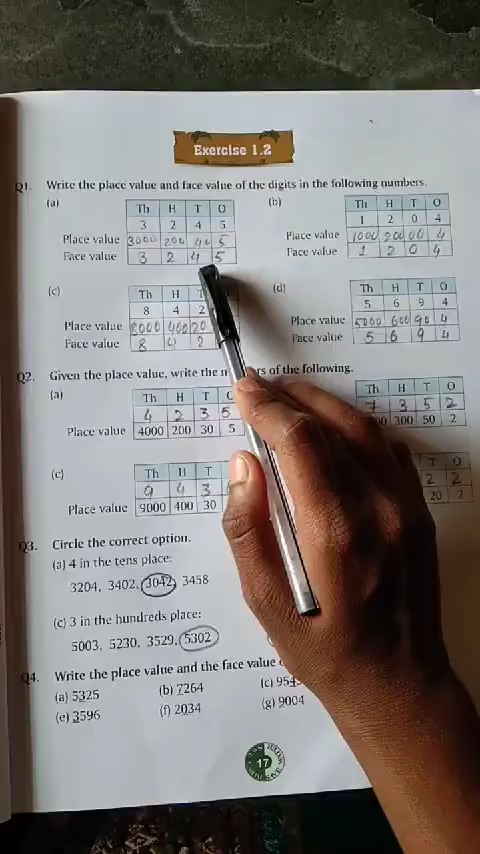 Exercise 1.2
Q1. Write the place value and face value of the digits in the following numbers.
(a)
Th H T O
3 2 4 5
Place value 3000 200 40 5
Face value 3 2 4 5
(b)
Th H T O
1 2 0 4
Place value 1000 200 00 4
Face value 1 2 0 4
(c)
Th H T
8 4 2
Place value 8000 400 20
Face value 8 2
(d)
Th H T O
5 6 9 4
Place value 5000 600 90 4
Face value 5 6 9 4
Q2. Given the place value, write the of the following.
(a)
Th H T
4 2 3 5
Place value 4000 200 30 5
Th H T O
7 3 5 2
300 50 2
(c)
Th H T
9 4 3
Place value 9000 400 30
T O
2 2
20 2
Q3. Circle the correct option.
(a) 4 in the tens place:
3204, 3402, 3042, 3458
(c) 3 in the hundreds place:
5003, 5230, 3529, 5302
Q4. Write the place value and the face value
(a) 5325 (b) 7264 (c)
(e) 3596 (f) 2034 (g) 9004
17